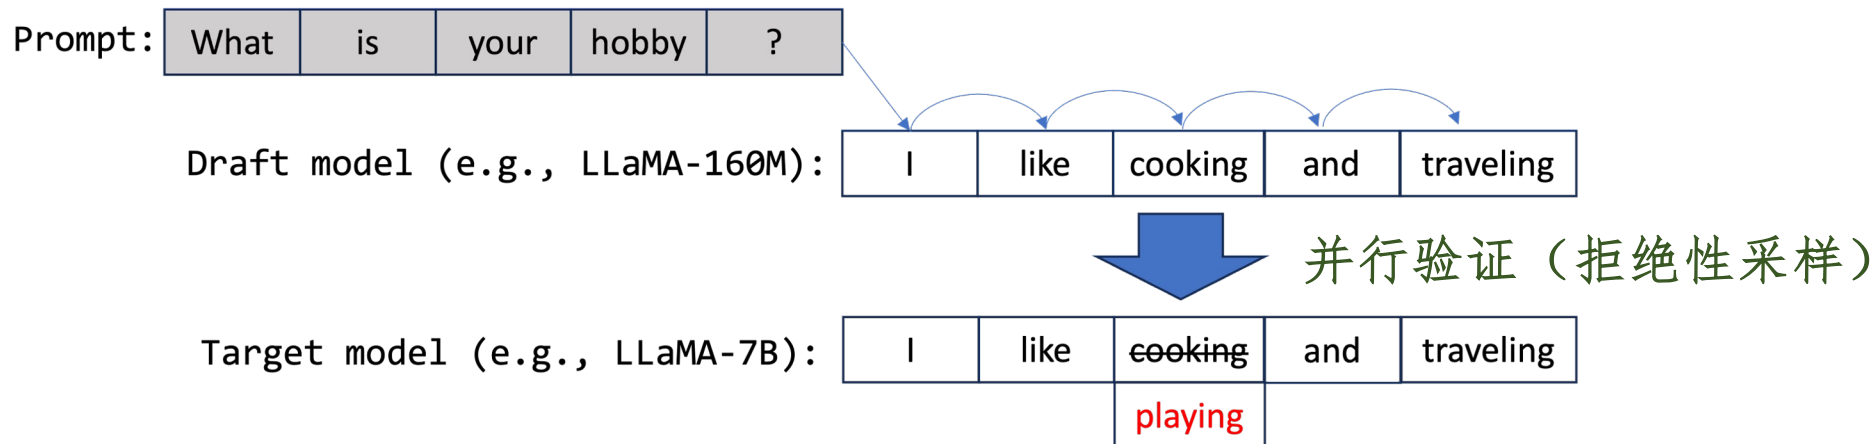 Prompt: What is your hobby ?
Draft model (e.g., LLaMA-160M): I like cooking and traveling
并行验证（拒绝性采样）
Target model (e.g., LLaMA-7B): I like cooking and traveling
playing